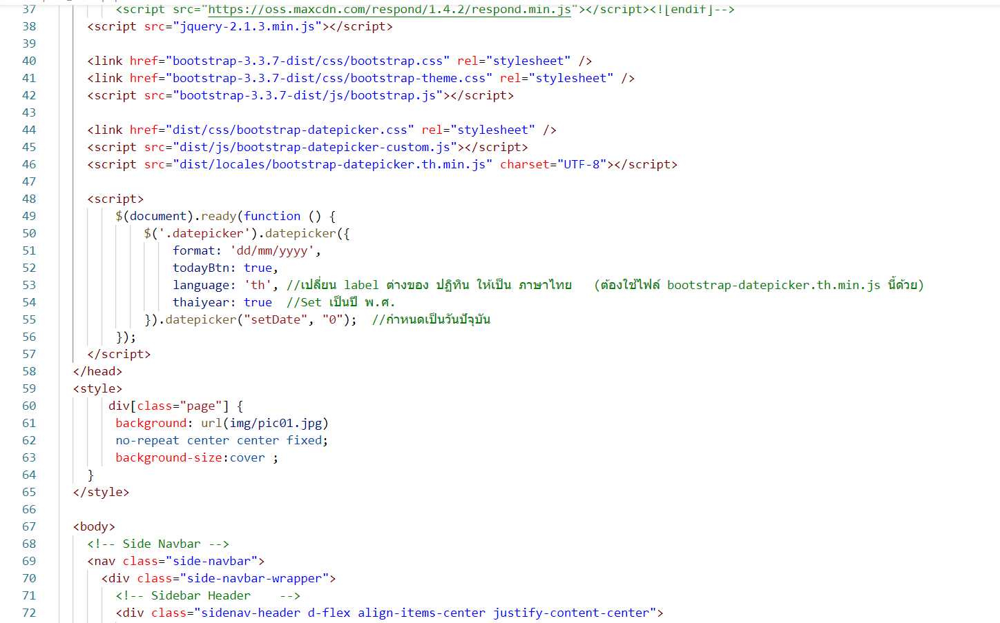 37 <script src="https://oss.maxcdn.com/respond/1.4.2/respond.min.js"></script><![endif]-->
38 <script src="jquery-2.1.3.min.js"></script>
39
40 <link href="bootstrap-3.3.7-dist/css/bootstrap.css" rel="stylesheet" />
41 <link href="bootstrap-3.3.7-dist/css/bootstrap-theme.css" rel="stylesheet" />
42 <script src="bootstrap-3.3.7-dist/js/bootstrap.js"></script>
43
44 <link href="dist/css/bootstrap-datepicker.css" rel="stylesheet" />
45 <script src="dist/js/bootstrap-datepicker-custom.js"></script>
46 <script src="dist/locales/bootstrap-datepicker.th.min.js" charset="UTF-8"></script>
47
48 <script>
49 $(document).ready(function () {
50 $('.datepicker').datepicker({
51 format: 'dd/mm/yyyy',
52 todayBtn: true,
53 language: 'th', //เปลี่ยน label ต่างของ ปฏิทิน ให้เป็น ภาษาไทย (ต้องใช้ไฟล์ bootstrap-datepicker.th.min.js นี้ด้วย)
54 thaiyear: true //Set เป็นปี พ.ศ.
55 }).datepicker("setDate", "0"); //กำหนดเป็นวันปัจุบัน
56 });
57 </script>
58 </head>
59 <style>
60 div[class="page"] {
61 background: url(img/pic01.jpg)
62 no-repeat center center fixed;
63 background-size:cover ;
64 }
65 </style>
66
67 <body>
68 <!-- Side Navbar -->
69 <nav class="side-navbar">
70 <div class="side-navbar-wrapper">
71 <!-- Sidebar Header -->
72 <div class="sidenav-header d-flex align-items-center justify-content-center">